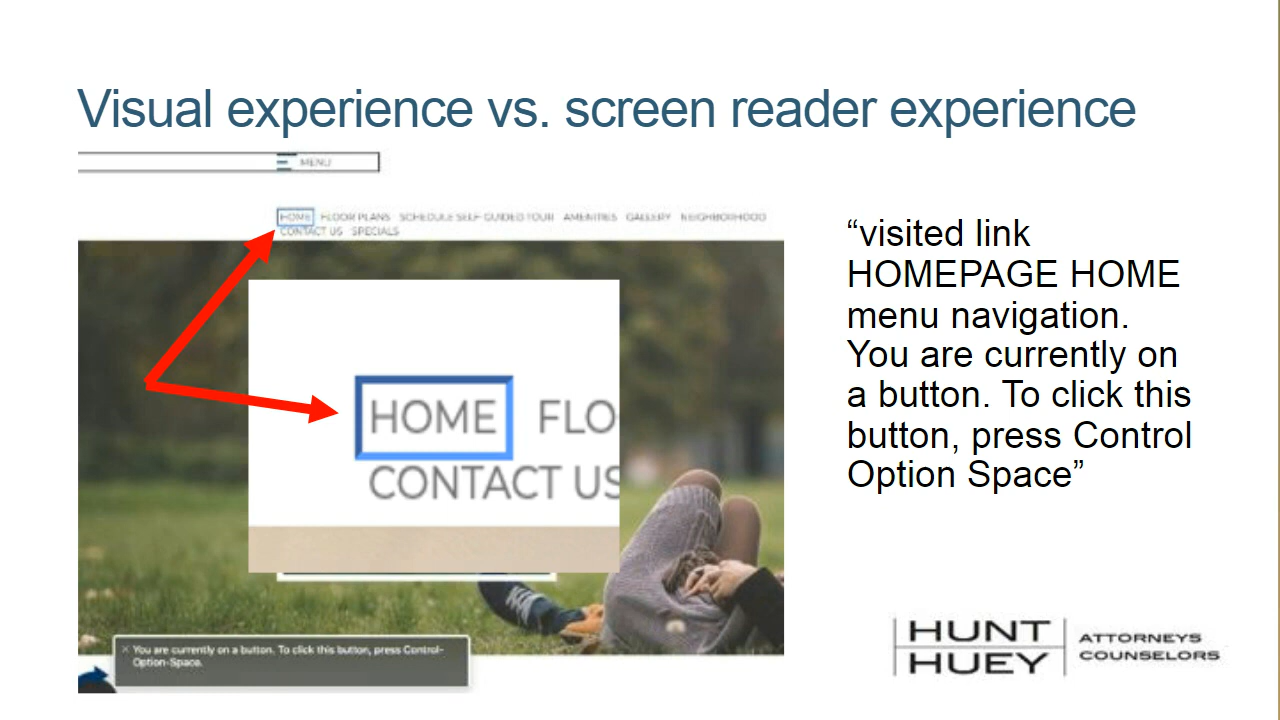 Visual experience vs. screen reader experience
MENU
HOME FLOOR PLANS SCHEDULE SELF-GUIDED TOUR AMENITIES GALLERY NEIGHBORHOOD
CONTACT US SPECIALS
HOME FLO
CONTACT US
× You are currently on a button. To click this button, press Control-
Option-Space.
“visited link
HOMEPAGE HOME
menu navigation.
You are currently on
a button. To click this
button, press Control
Option Space”
HUNT
HUEY
ATTORNEYS
COUNSELORS